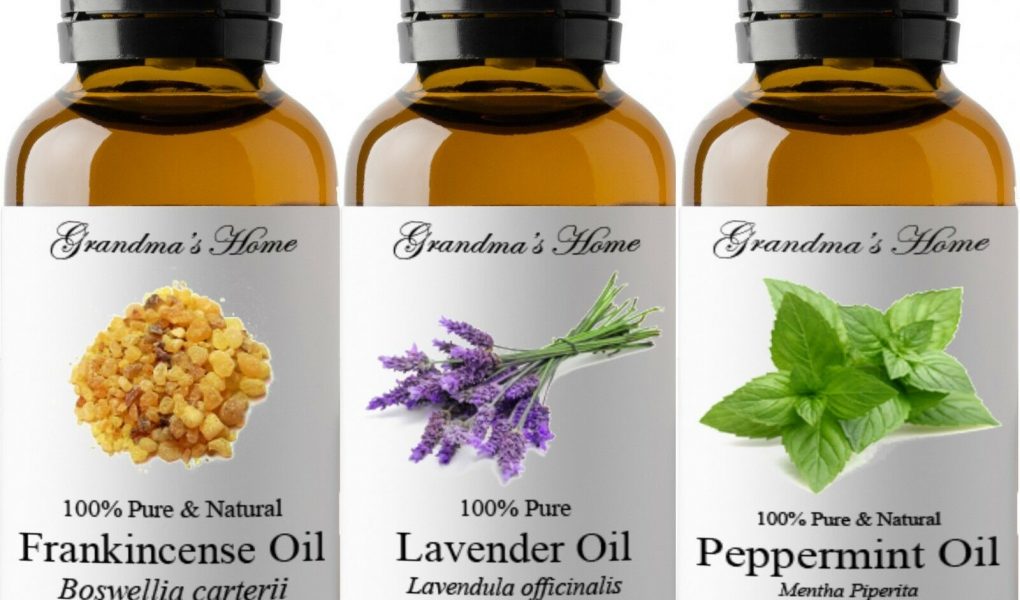 Grandma's Home
100% Pure & Natural
Frankincense Oil
Boswellia carterii
Grandma's Home
100% Pure
Lavender Oil
Lavendula officinalis
Grandma's Home
100% Pure & Natural
Peppermint Oil
Mentha Piperita